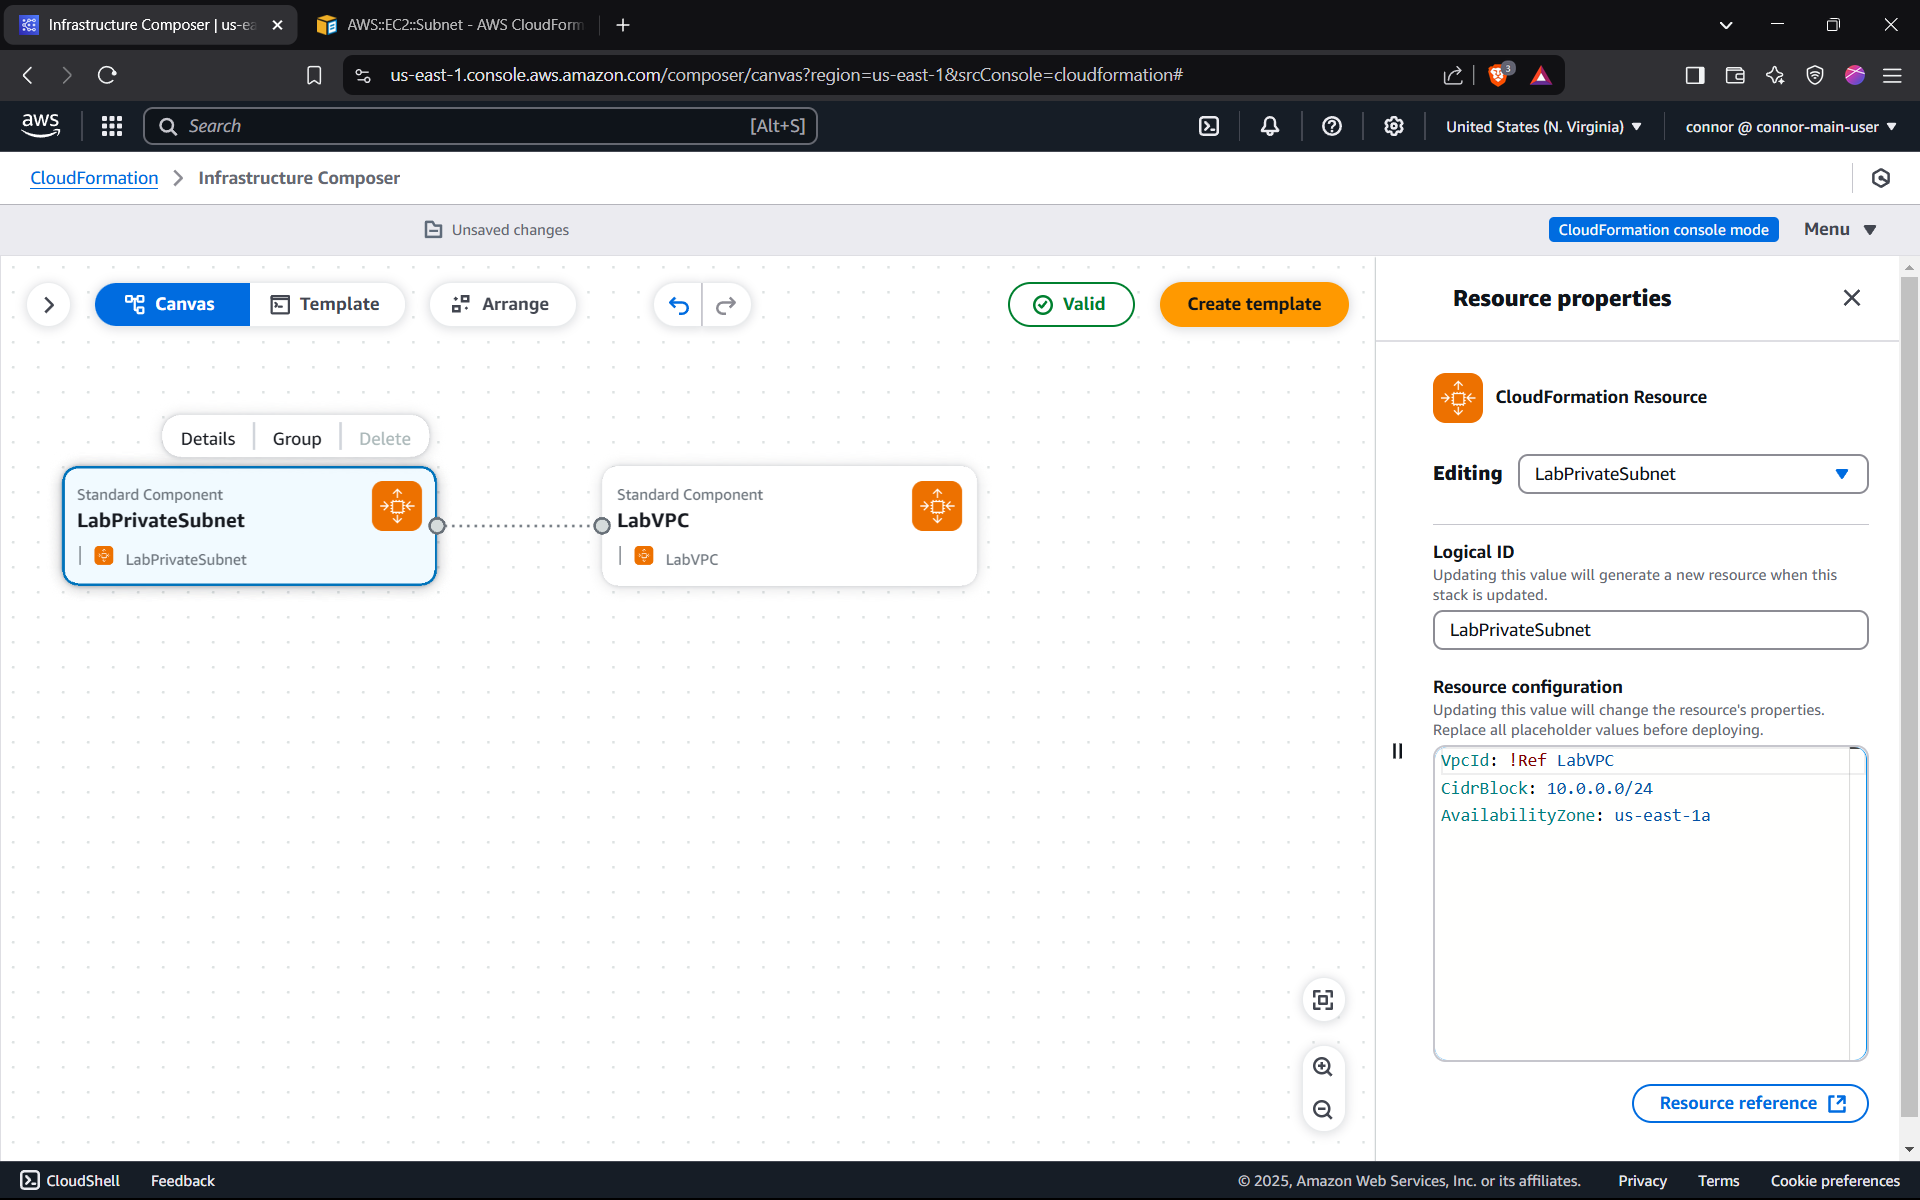 Infrastructure Composer | us-ea
AWS::EC2::Subnet - AWS CloudForm
us-east-1.console.aws.amazon.com/composer/canvas?region=us-east-1&srcConsole=cloudformation#
3
aws
Search
[Alt+S]
United States (N. Virginia)
connor @ connor-main-user
CloudFormation
Infrastructure Composer
Unsaved changes
CloudFormation console mode
Menu
Canvas
Template
Arrange
Valid
Create template
Details
Group
Delete
Standard Component
LabPrivateSubnet
LabPrivateSubnet
Standard Component
LabVPC
LabVPC
Resource properties
CloudFormation Resource
Editing
LabPrivateSubnet
Logical ID
Updating this value will generate a new resource when this
stack is updated.
LabPrivateSubnet
Resource configuration
Updating this value will change the resource's properties.
Replace all placeholder values before deploying.
VpcId: !Ref LabVPC
CidrBlock: 10.0.0.0/24
AvailabilityZone: us-east-1a
Resource reference
CloudShell
Feedback
© 2025, Amazon Web Services, Inc. or its affiliates.
Privacy
Terms
Cookie preferences